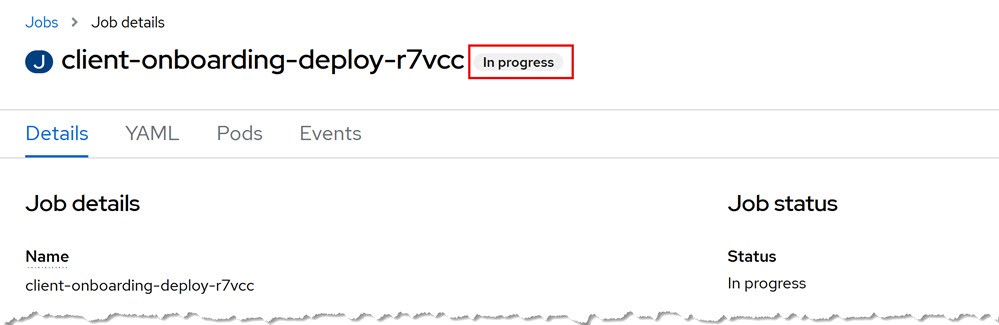 Jobs > Job details
J client-onboarding-deploy-r7vcc In progress
Details YAML Pods Events
Job details Job status
Name Status
client-onboarding-deploy-r7vcc In progress